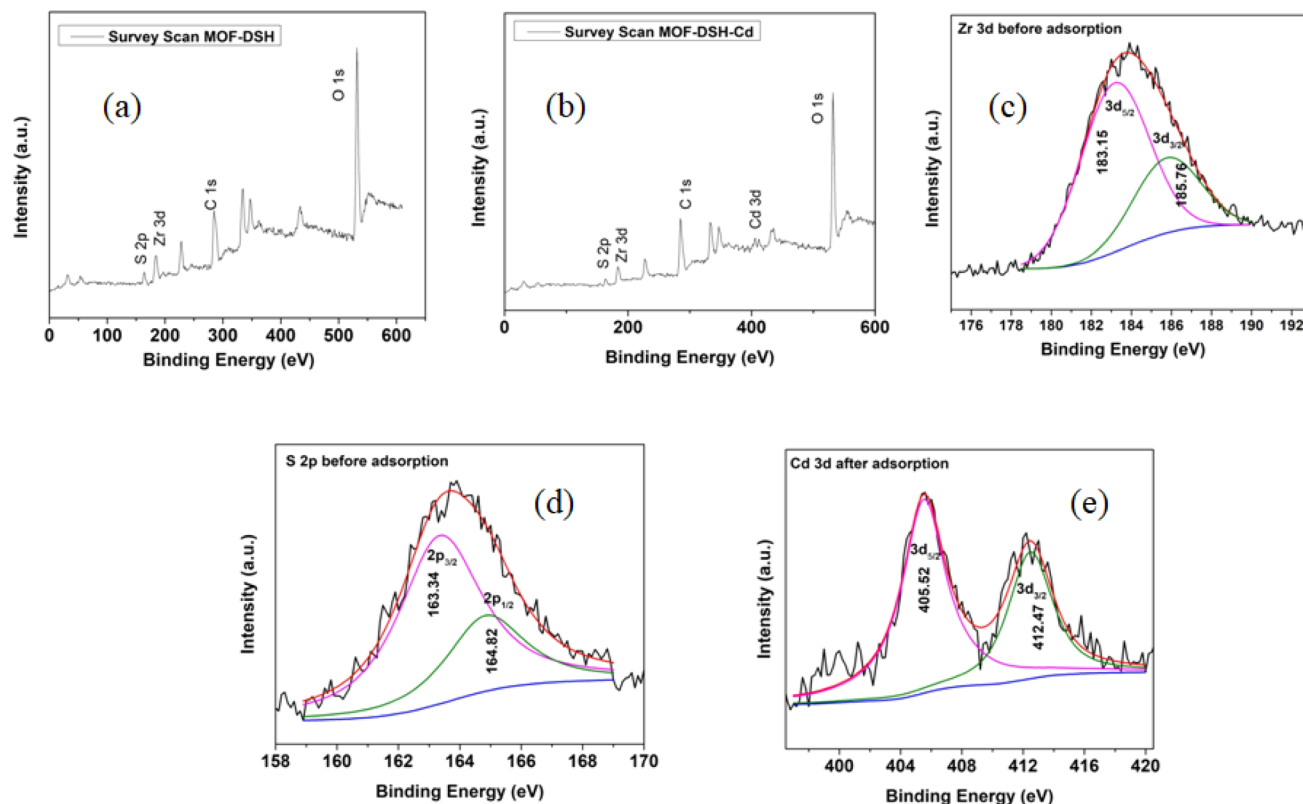 Survey Scan MOF-DSH
(a)
O 1s
C 1s
Zr 3d
S 2p
Intensity (a.u.)
0 100 200 300 400 500 600
Binding Energy (eV)
Survey Scan MOF-DSH-Cd
(b)
O 1s
C 1s
Cd 3d
Zr 3d
S 2p
Intensity (a.u.)
0 200 400 600
Binding Energy (eV)
Zr 3d before adsorption
(c)
3d5/2
183.15
3d3/2
185.76
Intensity (a.u.)
176 178 180 182 184 186 188 190 192
Binding Energy (eV)
S 2p before adsorption
(d)
2p3/2
163.34
2p1/2
164.82
Intensity (a.u.)
158 160 162 164 166 168 170
Binding Energy (eV)
Cd 3d after adsorption
(e)
3d5/2
405.52
3d3/2
412.47
Intensity (a.u.)
400 404 408 412 416 420
Binding Energy (eV)